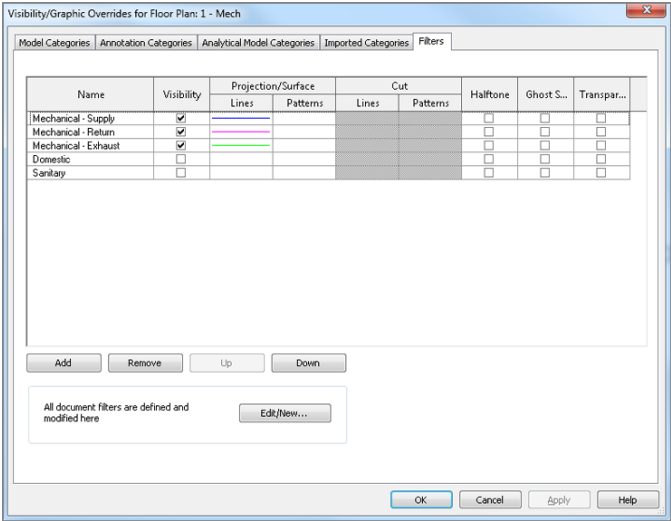 Visibility/Graphic Overrides for Floor Plan: 1 - Mech
Model Categories Annotation Categories Analytical Model Categories Imported Categories Filters
Name Visibility Projection/Surface Cut Halftone Ghost S... Transpar...
Lines Patterns Lines Patterns
Mechanical - Supply
Mechanical - Return
Mechanical - Exhaust
Domestic
Sanitary
Add Remove Up Down
All document filters are defined and
modified here
Edit/New...
OK Cancel Apply Help